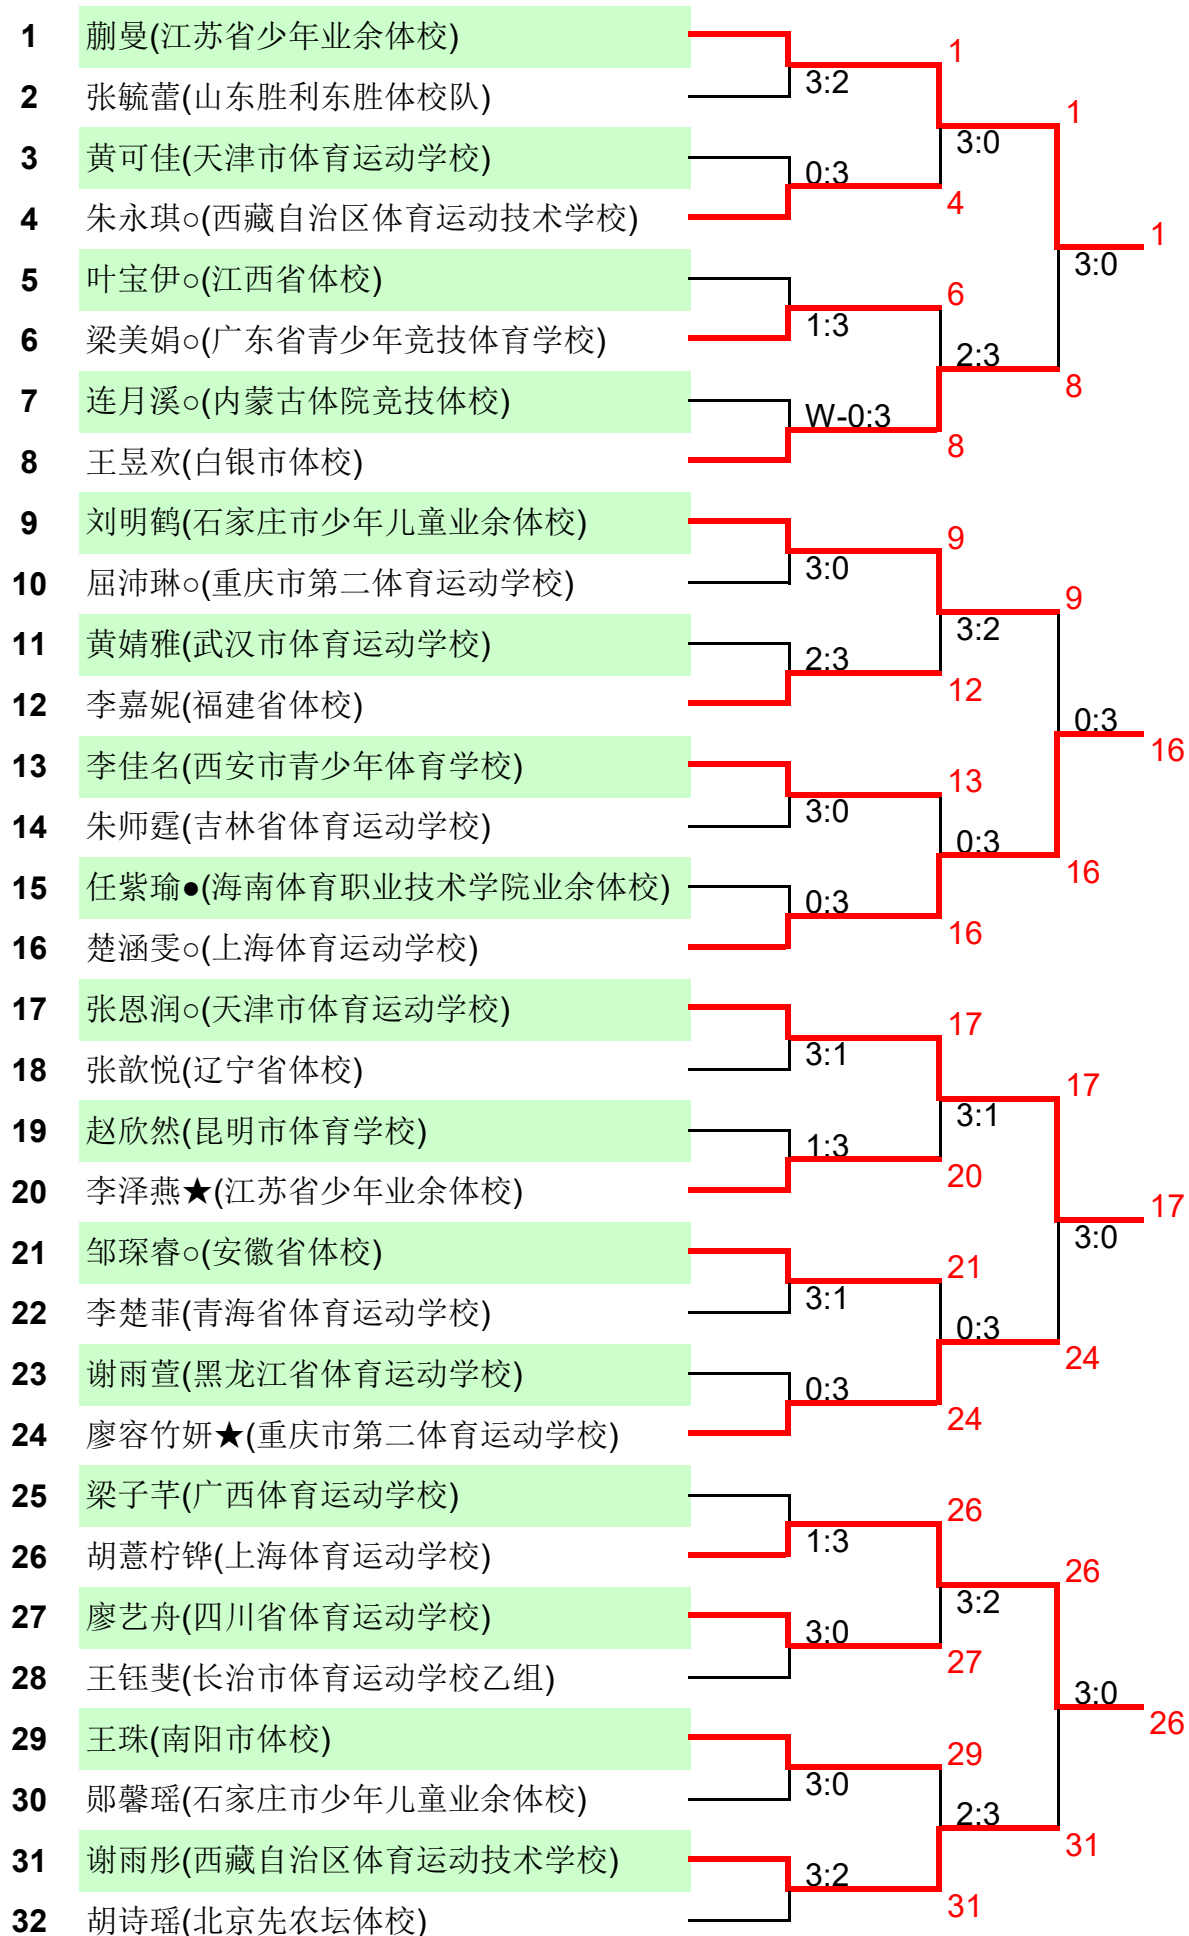 1 蒯曼(江苏省少年业余体校)
1
3:2
2 张毓蕾(山东胜利东胜体校队)
1
3:0
3 黄可佳(天津市体育运动学校)
0:3
4
4 朱永琪○(西藏自治区体育运动技术学校)
1
3:0
5 叶宝伊○(江西省体校)
6
1:3
6 梁美娟○(广东省青少年竞技体育学校)
2:3
8
7 连月溪○(内蒙古体院竞技体校)
W-0:3
8
8 王昱欢(白银市体校)
9 刘明鹤(石家庄市少年儿童业余体校)
9
3:0
10 屈沛琳○(重庆市第二体育运动学校)
9
3:2
11 黄婧雅(武汉市体育运动学校)
2:3
12
12 李嘉妮(福建省体校)
0:3
16
13 李佳名(西安市青少年体育学校)
13
3:0
14 朱师霆(吉林省体育运动学校)
0:3
16
15 任紫瑜●(海南体育职业技术学院业余体校)
0:3
16
16 楚涵雯○(上海体育运动学校)
17 张恩润○(天津市体育运动学校)
17
3:1
18 张歆悦(辽宁省体校)
17
3:1
19 赵欣然(昆明市体育学校)
1:3
20
20 李泽燕★(江苏省少年业余体校)
17
3:0
21 邹琛睿○(安徽省体校)
21
3:1
22 李楚菲(青海省体育运动学校)
0:3
24
23 谢雨萱(黑龙江省体育运动学校)
0:3
24
24 廖容竹妍★(重庆市第二体育运动学校)
25 梁子芊(广西体育运动学校)
26
1:3
26 胡薏柠铧(上海体育运动学校)
26
3:2
27 廖艺舟(四川省体育运动学校)
3:0
27
28 王钰斐(长治市体育运动学校乙组)
3:0
26
29 王珠(南阳市体校)
29
3:0
30 郧馨瑶(石家庄市少年儿童业余体校)
2:3
31
31 谢雨彤(西藏自治区体育运动技术学校)
3:2
31
32 胡诗瑶(北京先农坛体校)